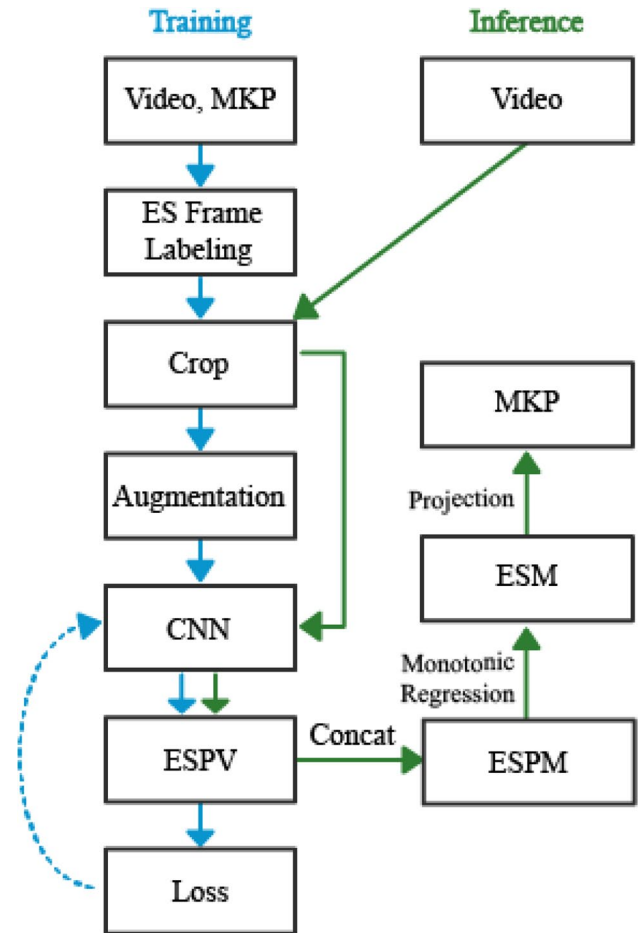 Training
Inference
Video, MKP
Video
ES Frame
Labeling
Crop
MKP
Augmentation
Projection
ESM
CNN
Monotonic
Regression
Concat
ESPV
ESPM
Loss